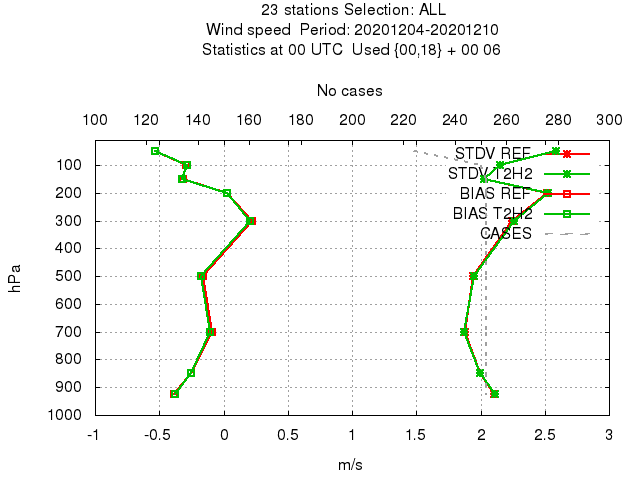 23 stations Selection: ALL
Wind speed  Period: 20201204-20201210
Statistics at 00 UTC  Used {00,18} + 00 06
No cases
100 120 140 160 180 200 220 240 260 280 300
STDV REF
STDV T2H2
BIAS REF
BIAS T2H2
CASES
100
200
300
400
500
600
700
800
900
1000
hPa
-1 -0.5 0 0.5 1 1.5 2 2.5 3
m/s